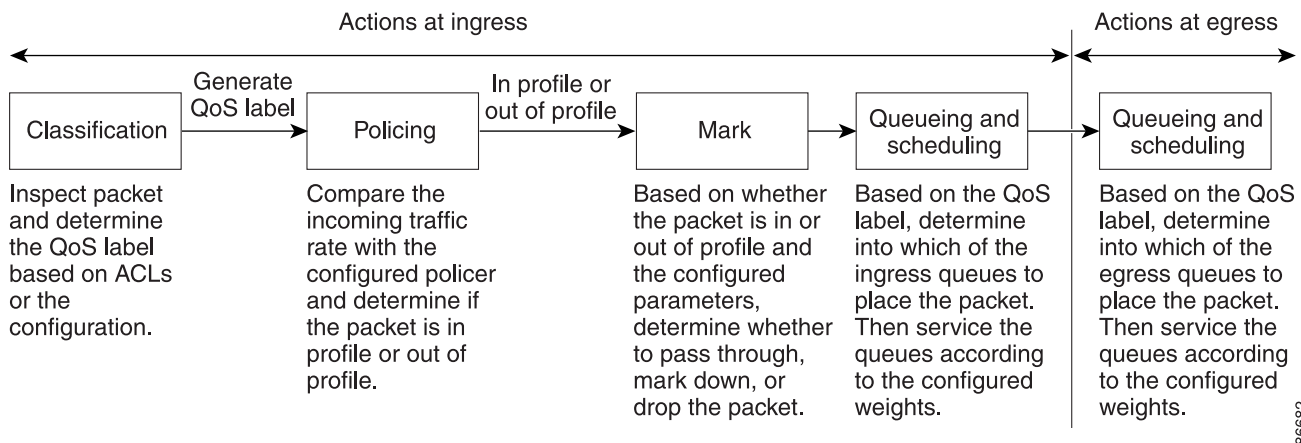 Actions at ingress
Actions at egress
Generate
QoS label
In profile or
out of profile
Classification
Policing
Mark
Queueing and
scheduling
Queueing and
scheduling
Inspect packet
and determine
the QoS label
based on ACLs
or the
configuration.
Compare the
incoming traffic
rate with the
configured policer
and determine if
the packet is in
profile or out of
profile.
Based on whether
the packet is in or
out of profile and
the configured
parameters,
determine whether
to pass through,
mark down, or
drop the packet.
Based on the QoS
label, determine
into which of the
ingress queues to
place the packet.
Then service the
queues according
to the configured
weights.
Based on the QoS
label, determine
into which of the
egress queues to
place the packet.
Then service the
queues according
to the configured
weights.